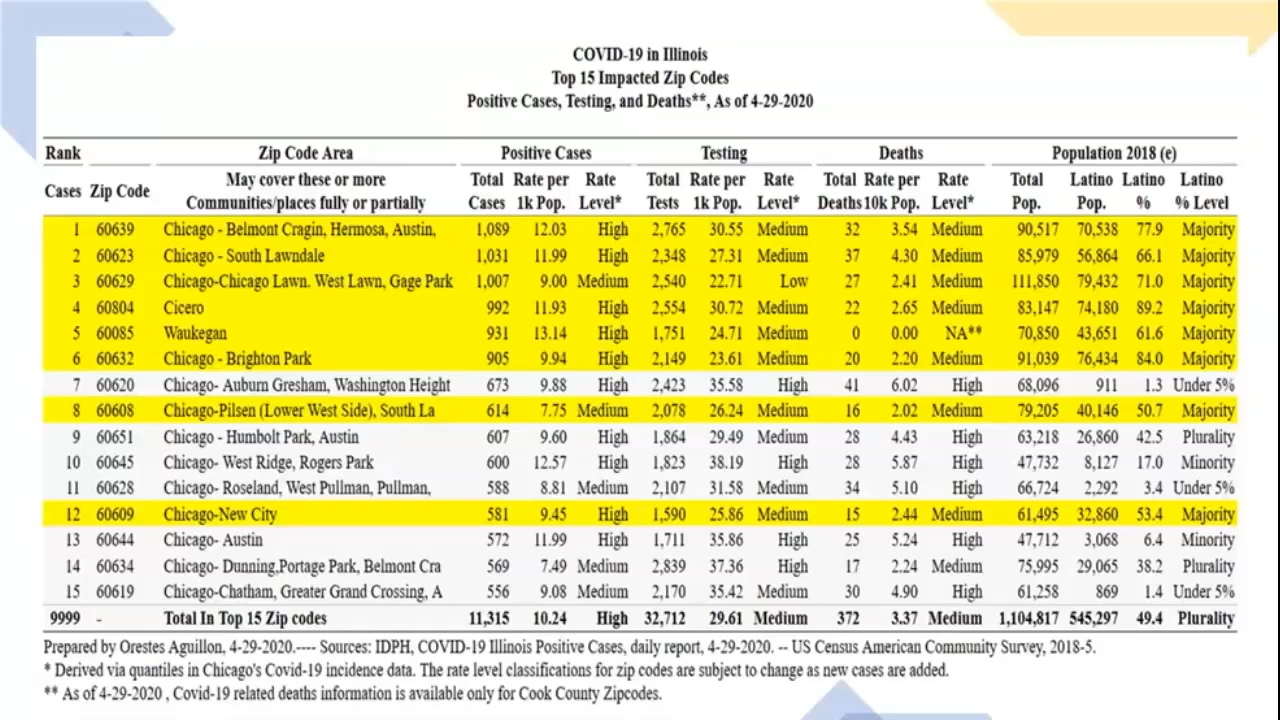 COVID-19 in Illinois
Top 15 Impacted Zip Codes
Positive Cases, Testing, and Deaths**, As of 4-29-2020
Rank Zip Code Area Positive Cases Testing Deaths Population 2018 (e)
Cases Zip Code May cover these or more Communities/places fully or partially Total Cases Rate per 1k Pop. Rate Level* Total Tests Rate per 1k Pop. Rate Level* Total Deaths Rate per 10k Pop. Rate Level* Total Pop. Latino Pop. Latino % Latino % Level
1 60639 Chicago - Belmont Cragin, Hermosa, Austin, 1,089 12.03 High 2,765 30.55 Medium 32 3.54 Medium 90,517 70,538 77.9 Majority
2 60623 Chicago - South Lawndale 1,031 11.99 High 2,348 27.31 Medium 37 4.30 Medium 85,979 56,864 66.1 Majority
3 60629 Chicago-Chicago Lawn. West Lawn, Gage Park 1,007 9.00 Medium 2,540 22.71 Low 27 2.41 Medium 111,850 79,432 71.0 Majority
4 60804 Cicero 992 11.93 High 2,554 30.72 Medium 22 2.65 Medium 83,147 74,180 89.2 Majority
5 60085 Waukegan 931 13.14 High 1,751 24.71 Medium 0 0.00 NA** 70,850 43,651 61.6 Majority
6 60632 Chicago - Brighton Park 905 9.94 High 2,149 23.61 Medium 20 2.20 Medium 91,039 76,434 84.0 Majority
7 60620 Chicago- Auburn Gresham, Washington Height 673 9.88 High 2,423 35.58 High 41 6.02 High 68,096 911 1.3 Under 5%
8 60608 Chicago-Pilsen (Lower West Side), South La 614 7.75 Medium 2,078 26.24 Medium 16 2.02 Medium 79,205 40,146 50.7 Majority
9 60651 Chicago - Humbolt Park, Austin 607 9.60 High 1,864 29.49 Medium 28 4.43 High 63,218 26,860 42.5 Plurality
10 60645 Chicago- West Ridge, Rogers Park 600 12.57 High 1,823 38.19 High 28 5.87 High 47,732 8,127 17.0 Minority
11 60628 Chicago- Roseland, West Pullman, Pullman, 588 8.81 Medium 2,107 31.58 Medium 34 5.10 High 66,724 2,292 3.4 Under 5%
12 60609 Chicago-New City 581 9.45 High 1,590 25.86 Medium 15 2.44 Medium 61,495 32,860 53.4 Majority
13 60644 Chicago- Austin 572 11.99 High 1,711 35.86 High 25 5.24 High 47,712 3,068 6.4 Minority
14 60634 Chicago- Dunning,Portage Park, Belmont Cra 569 7.49 Medium 2,839 37.36 High 17 2.24 Medium 75,995 29,065 38.2 Plurality
15 60619 Chicago-Chatham, Greater Grand Crossing, A 556 9.08 Medium 2,170 35.42 Medium 30 4.90 High 61,258 869 1.4 Under 5%
9999 - Total In Top 15 Zip codes 11,315 10.24 High 32,712 29.61 Medium 372 3.37 Medium 1,104,817 545,297 49.4 Plurality
Prepared by Orestes Aguillon, 4-29-2020.---- Sources: IDPH, COVID-19 Illinois Positive Cases, daily report, 4-29-2020. -- US Census American Community Survey, 2018-5.
* Derived via quantiles in Chicago's Covid-19 incidence data. The rate level classifications for zip codes are subject to change as new cases are added.
** As of 4-29-2020 , Covid-19 related deaths information is available only for Cook County Zipcodes.